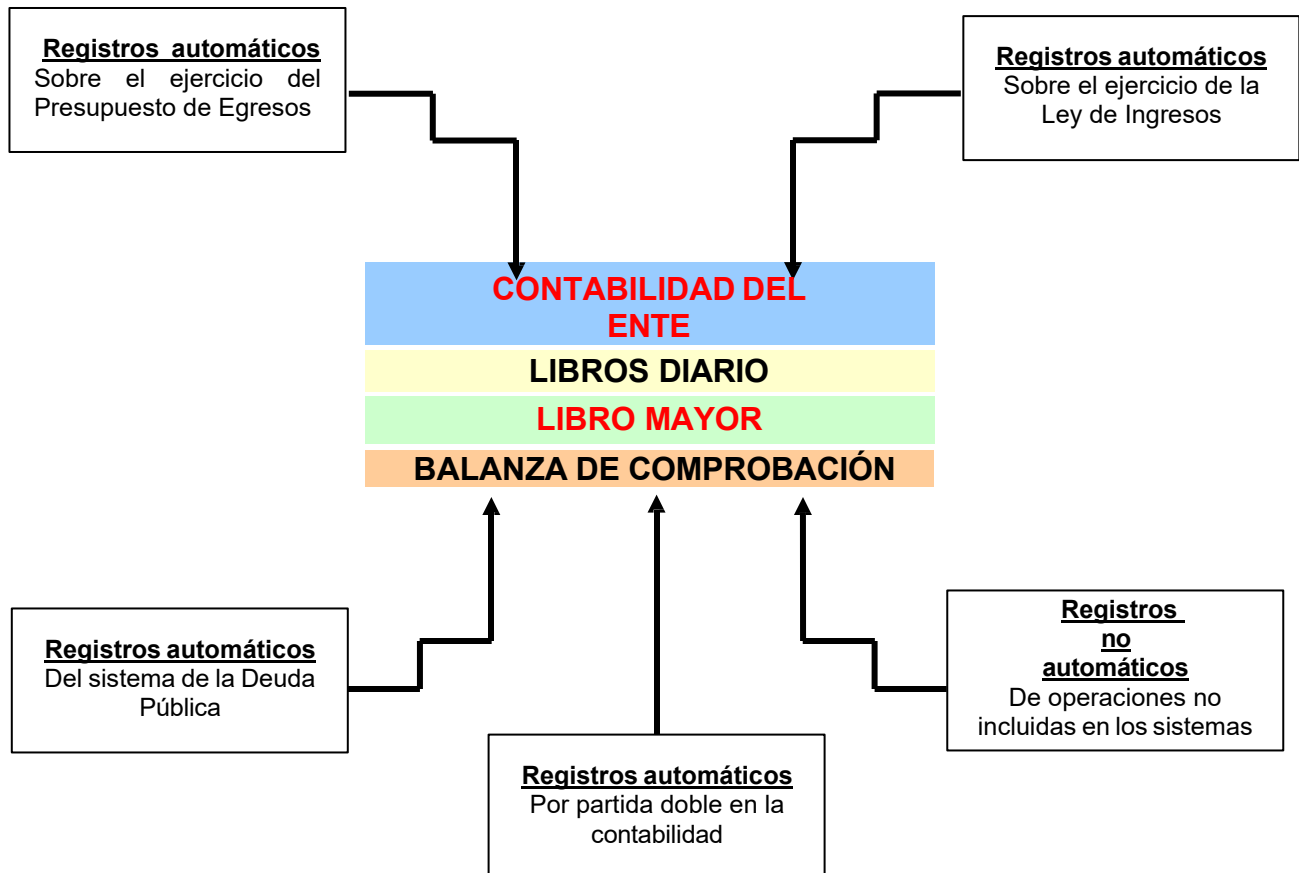 Registros automáticos
Sobre el ejercicio del
Presupuesto de Egresos
Registros automáticos
Sobre el ejercicio de la
Ley de Ingresos
CONTABILIDAD DEL
ENTE
LIBROS DIARIO
LIBRO MAYOR
BALANZA DE COMPROBACIÓN
Registros automáticos
Del sistema de la Deuda
Pública
Registros automáticos
Por partida doble en la
contabilidad
Registros
no
automáticos
De operaciones no
incluidas en los sistemas